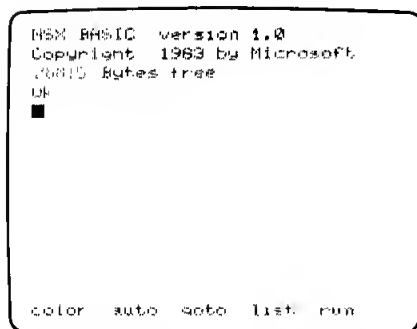 MSX BASIC version 1.0
Copyright 1983 by Microsoft
Bytes free
Ok
color auto goto list run